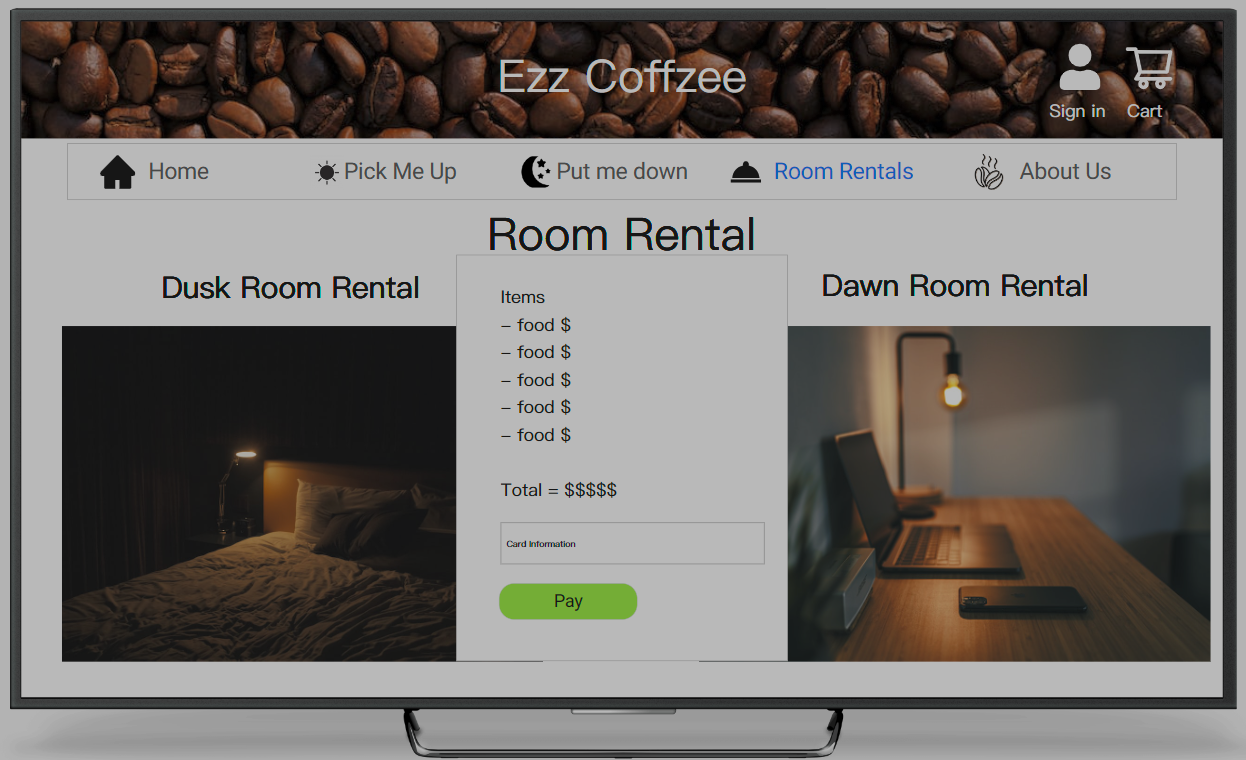 Ezz Coffzee
Sign in
Cart
Home
Pick Me Up
Put me down
Room Rentals
About Us
Room Rental
Dusk Room Rental
Dawn Room Rental
Items
– food $
– food $
– food $
– food $
– food $
Total = $$$$$
Card Information
Pay